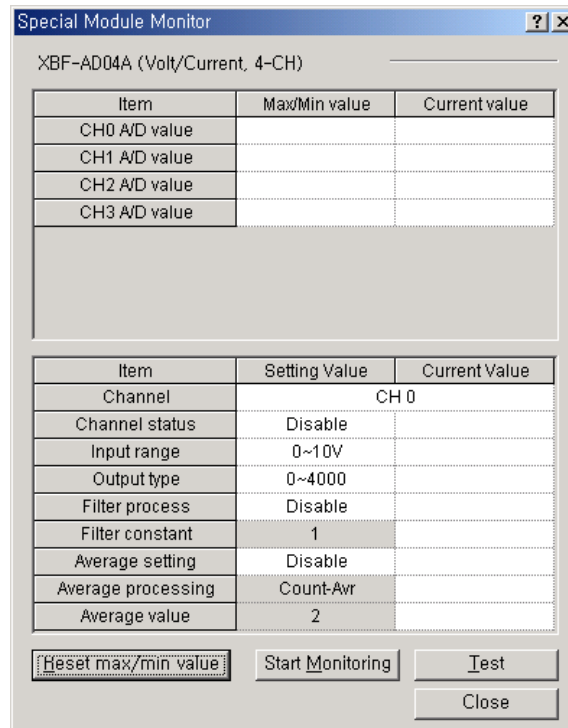 Special Module Monitor ? ×
XBF-AD04A (Volt/Current, 4-CH)
Item Max/Min value Current value
CH0 A/D value
CH1 A/D value
CH2 A/D value
CH3 A/D value
Item Setting Value Current Value
Channel CH 0
Channel status Disable
Input range 0~10V
Output type 0~4000
Filter process Disable
Filter constant 1
Average setting Disable
Average processing Count-Avr
Average value 2
Reset max/min value Start Monitoring Test
Close